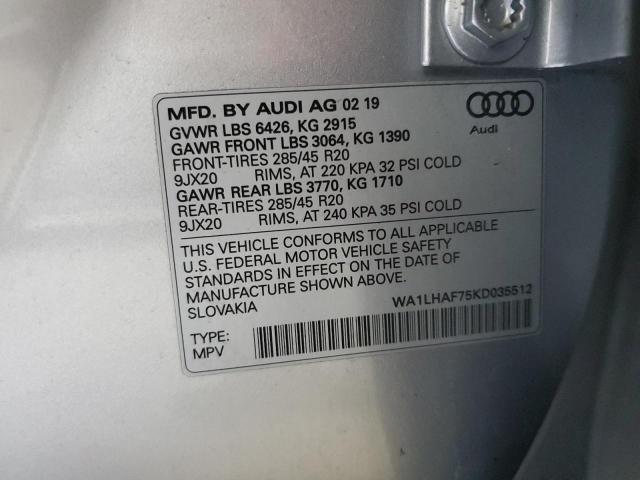 MFD. BY AUDI AG 02 19
GVWR LBS 6426, KG 2915
GAWR FRONT LBS 3064, KG 1390
FRONT-TIRES 285/45 R20
9JX20 RIMS, AT 220 KPA 32 PSI COLD
GAWR REAR LBS 3770, KG 1710
REAR-TIRES 285/45 R20
9JX20 RIMS, AT 240 KPA 35 PSI COLD
Audi
THIS VEHICLE CONFORMS TO ALL APPLICABLE
U.S. FEDERAL MOTOR VEHICLE SAFETY
STANDARDS IN EFFECT ON THE DATE OF
MANUFACTURE SHOWN ABOVE.
SLOVAKIA
WA1LHAF75KD035512
TYPE:
MPV